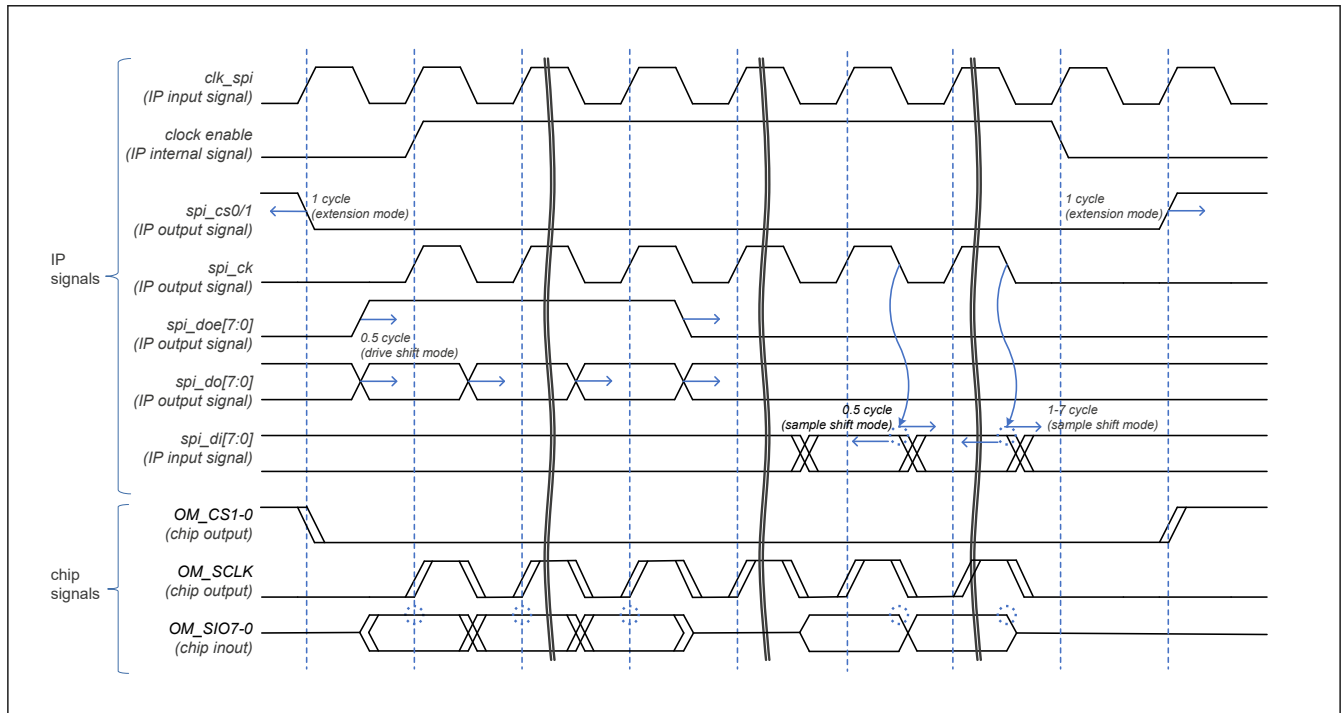 clk_spi
(IP input signal)
clock enable
(IP internal signal)
1 cycle
(extension mode)
1 cycle
(extension mode)
spi_cs0/1
(IP output signal)
IP
signals
spi_ck
(IP output signal)
spi_doe[7:0]
(IP output signal)
0.5 cycle
(drive shift mode)
spi_do[7:0]
(IP output signal)
0.5 cycle
(sample shift mode)
1-7 cycle
(sample shift mode)
spi_di[7:0]
(IP input signal)
OM_CS1-0
(chip output)
chip
signals
OM_SCLK
(chip output)
OM_SIO7-0
(chip inout)